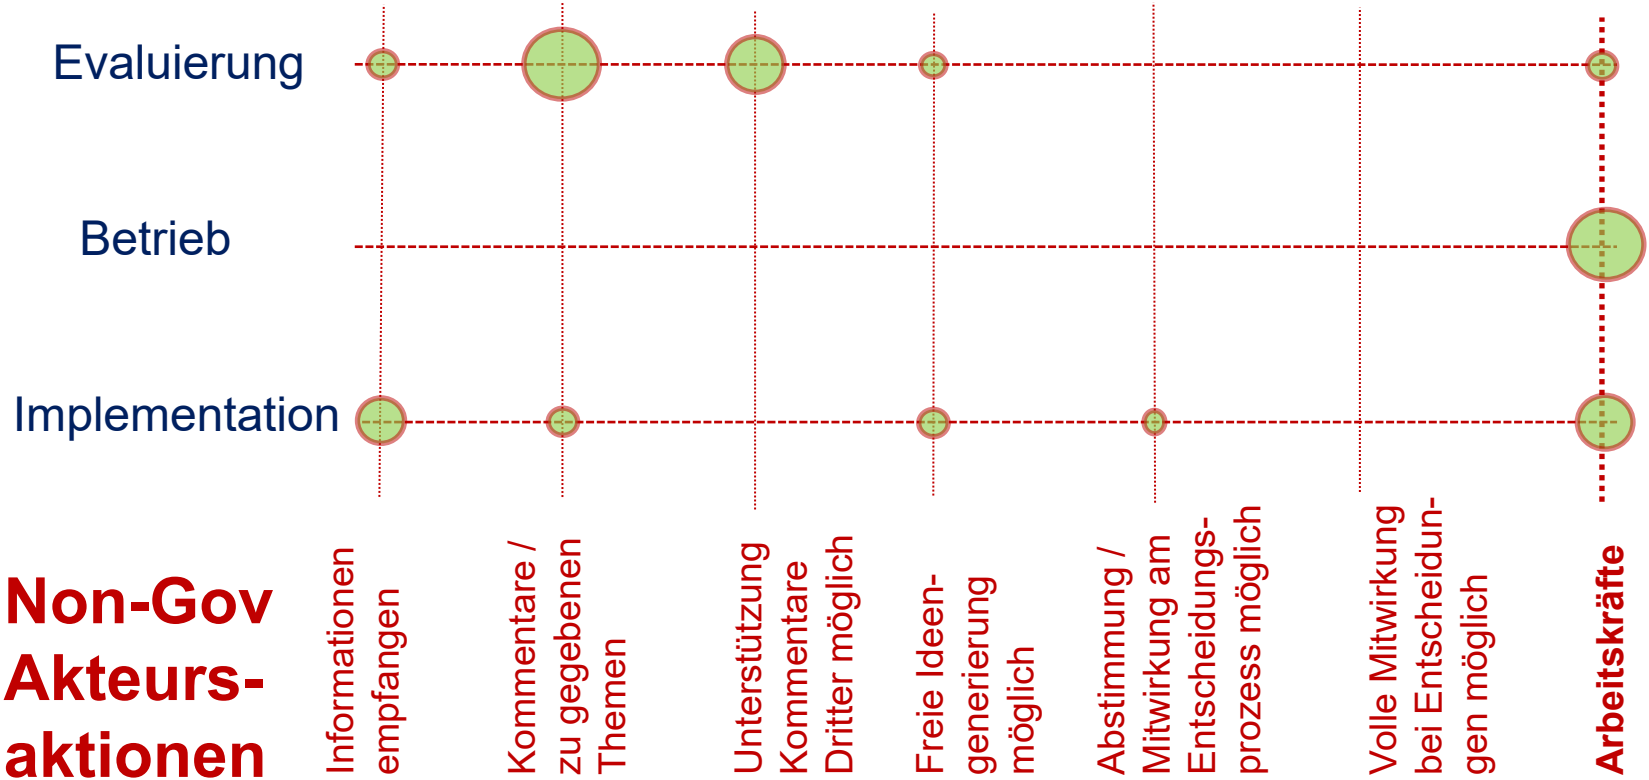 Evaluierung
Betrieb
Implementation
Non-Gov
Akteurs-
aktionen
Informationen
empfangen
Kommentare /
zu gegebenen
Themen
Unterstützung
Kommentare
Dritter möglich
Freie Ideen-
generierung
möglich
Abstimmung /
Mitwirkung am
Entscheidungs-
prozess möglich
Volle Mitwirkung
bei Entscheidun-
gen möglich
Arbeitskräfte